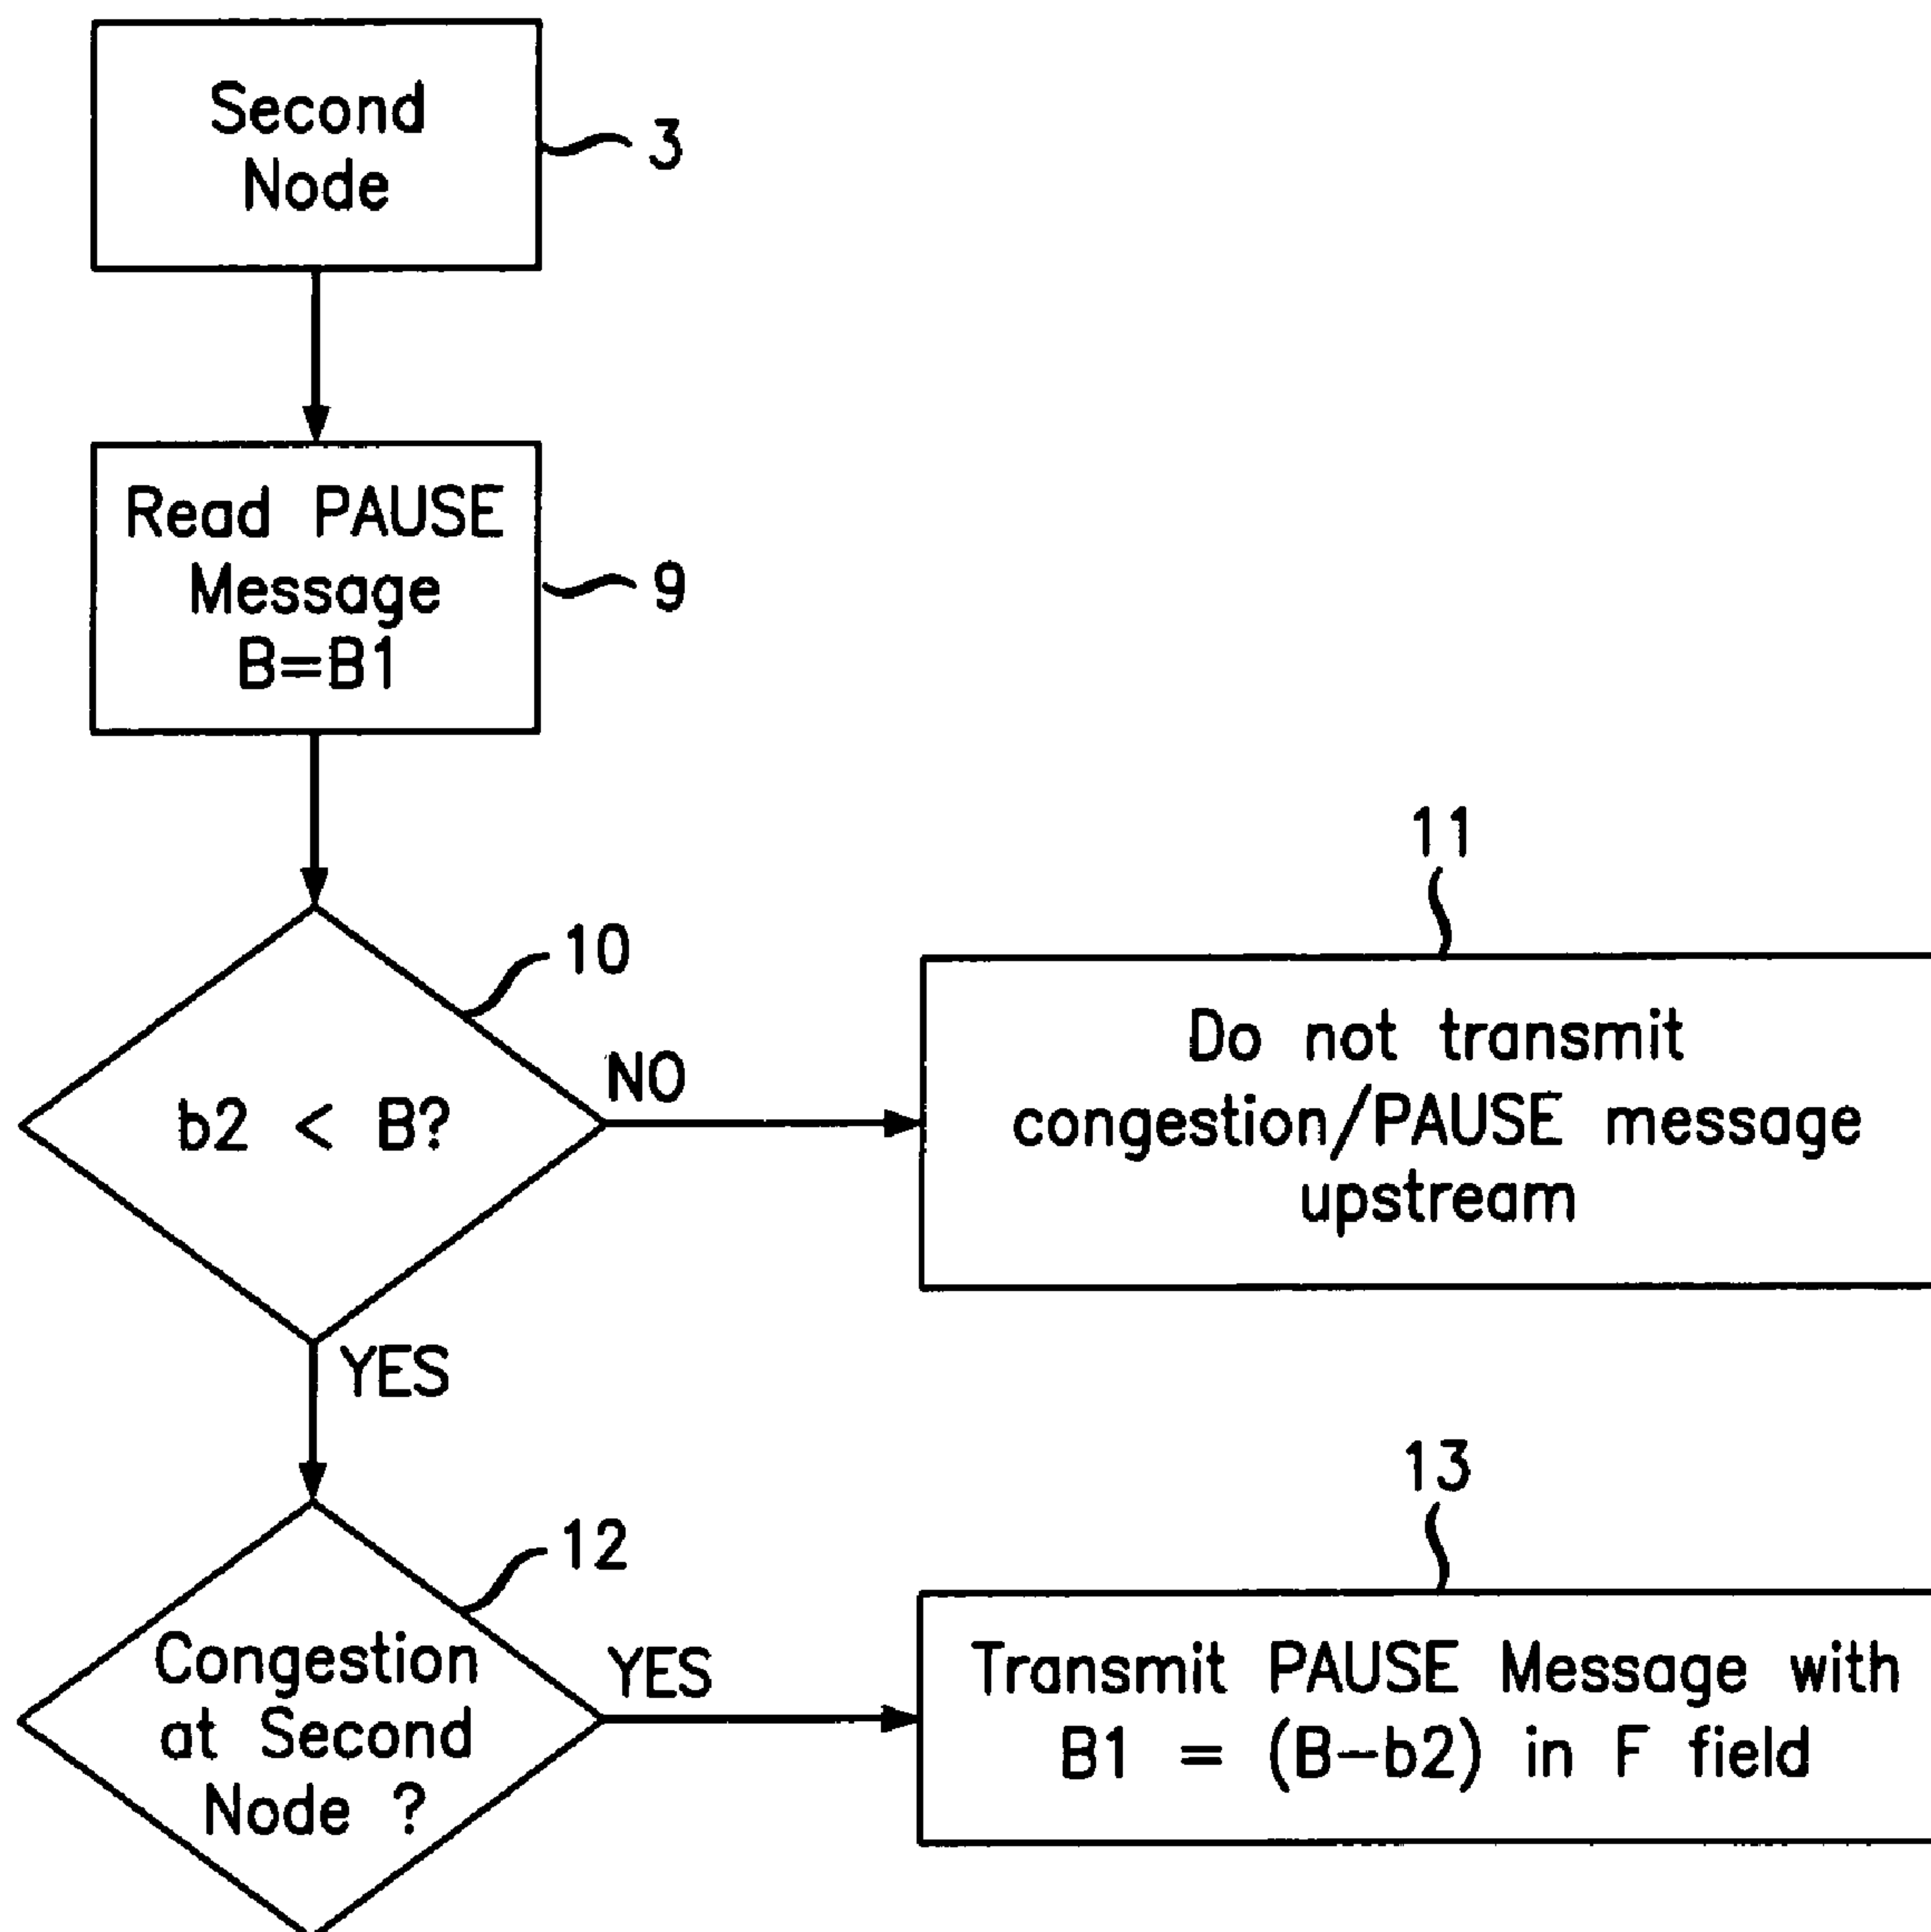 Second
Node
3
Read PAUSE
Message
B=B1
9
10
b2 < B?
NO
YES
11
Do not transmit
congestion/PAUSE message
upstream
12
Congestion
at Second
Node ?
YES
13
Transmit PAUSE Message with
B1 = (B-b2) in F field